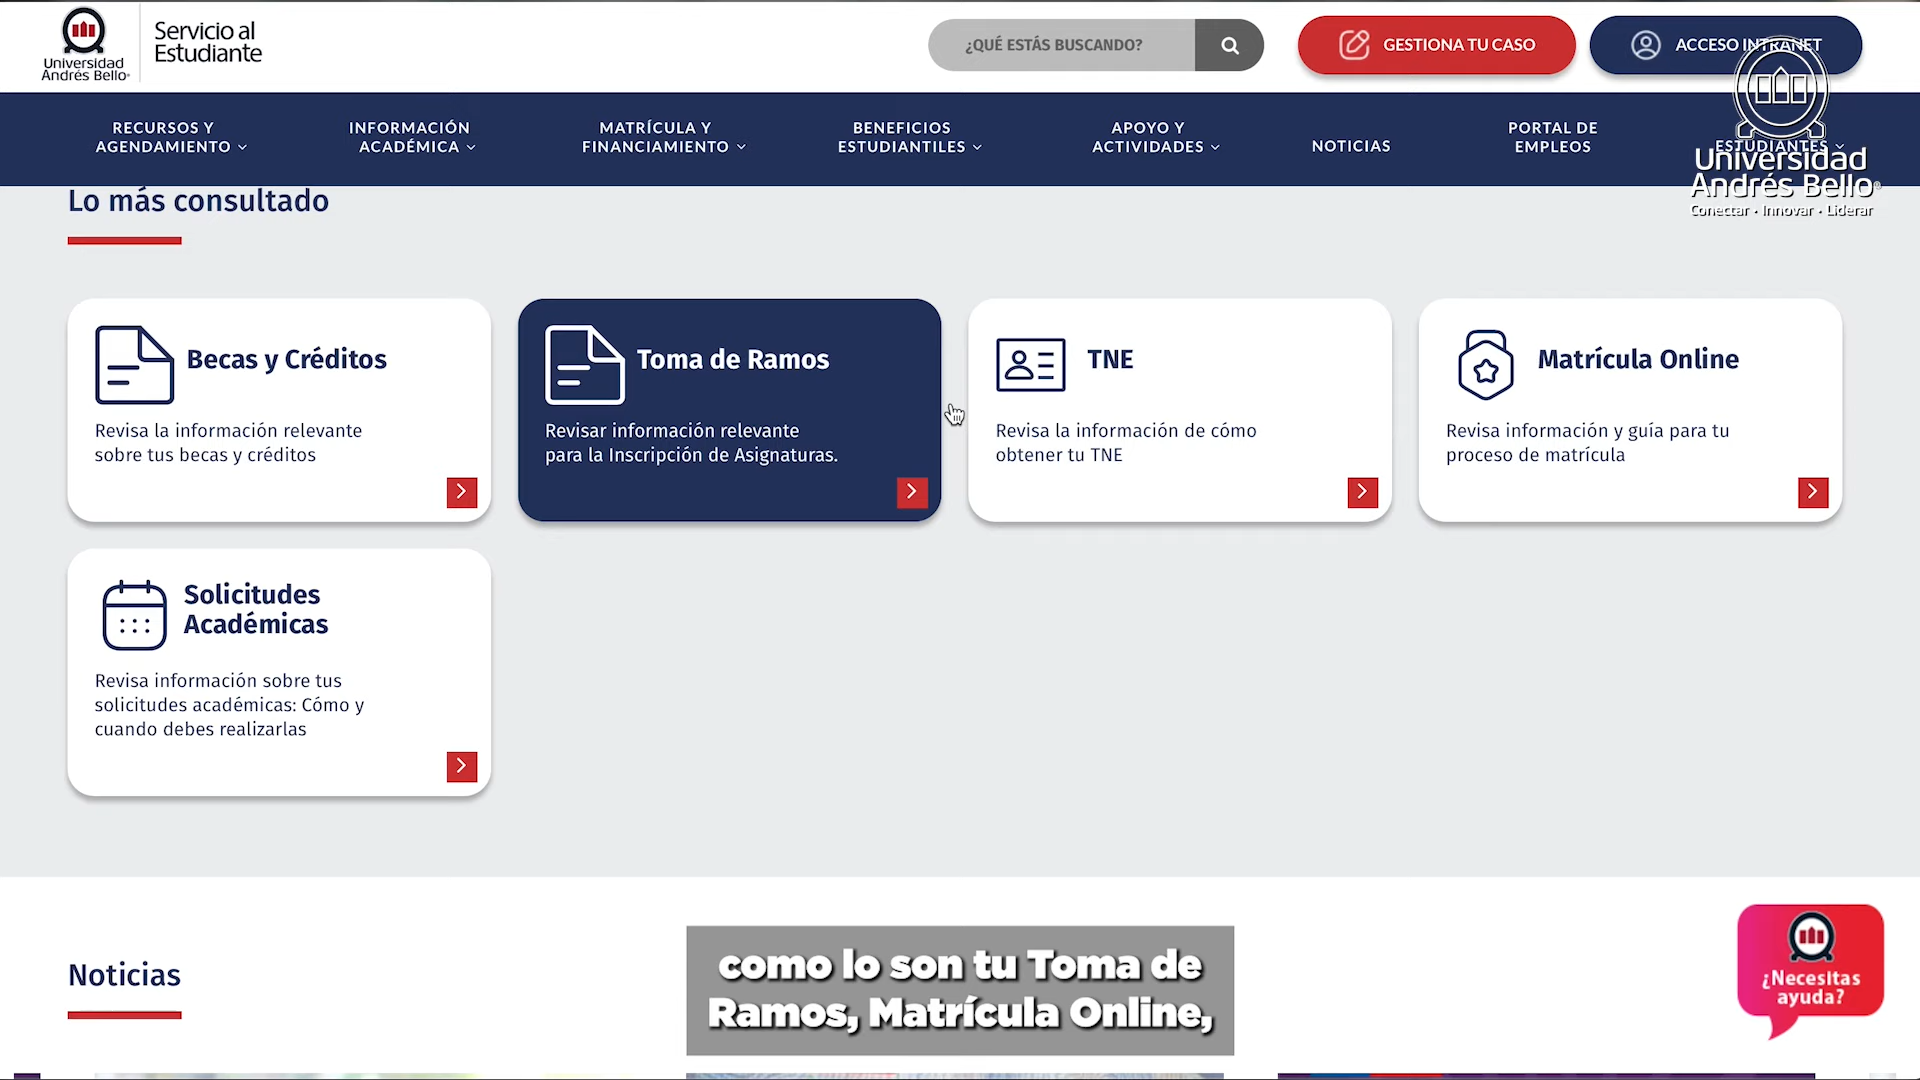 Universidad
Andrés Bello
Servicio al
Estudiante
¿QUÉ ESTÁS BUSCANDO?
GESTIONA TU CASO
ACCESO INTRANET
RECURSOS Y
AGENDAMIENTO
INFORMACIÓN
ACADÉMICA
MATRÍCULA Y
FINANCIAMIENTO
BENEFICIOS
ESTUDIANTILES
APOYO Y
ACTIVIDADES
NOTICIAS
PORTAL DE
EMPLEOS
ESTUDIANTES
Universidad
Andrés Bello®
Conectar • Innovar • Liderar
Lo más consultado
Becas y Créditos
Revisa la información relevante
sobre tus becas y créditos
Toma de Ramos
Revisar información relevante
para la Inscripción de Asignaturas.
TNE
Revisa la información de cómo
obtener tu TNE
Matrícula Online
Revisa información y guía para tu
proceso de matrícula
Solicitudes
Académicas
Revisa información sobre tus
solicitudes académicas: Cómo y
cuando debes realizarlas
Noticias
como lo son tu Toma de
Ramos, Matrícula Online,
¿Necesitas
ayuda?